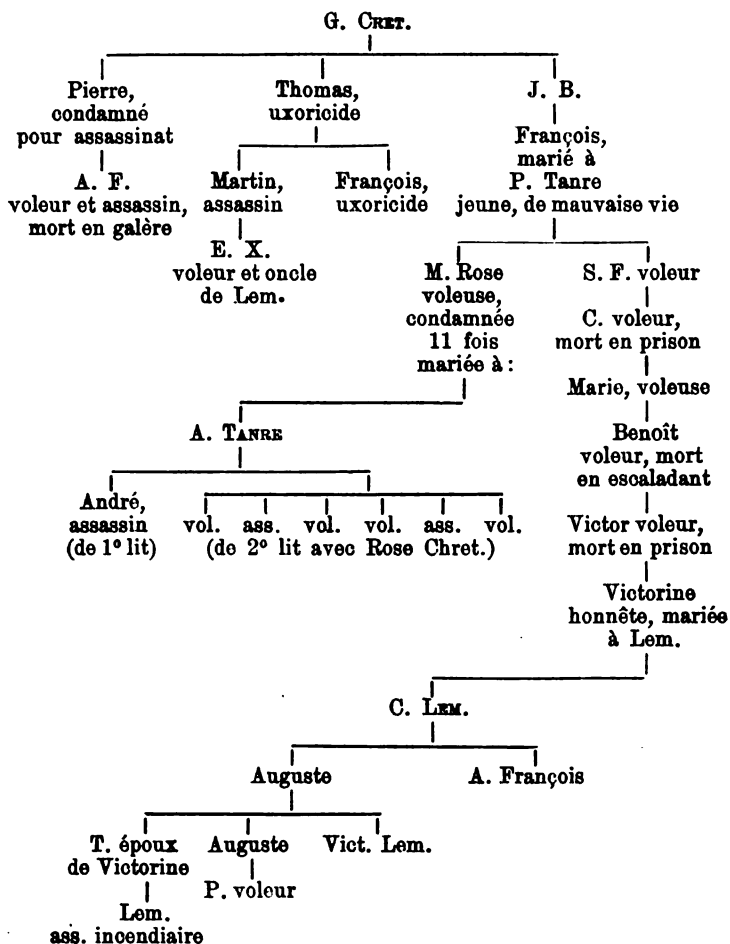 G. CRET.
Pierre,
condamné
pour assassinat
A. F.
voleur et assassin,
mort en galère
Thomas,
uxoricide
Martin,
assassin
E. X.
voleur et oncle
de Lem.
François,
uxoricide
J. B.
François,
marié à
P. Tanre
jeune, de mauvaise vie
M. Rose
voleuse,
condamnée
11 fois
mariée à :
A. TANRE
André,
assassin
(de 1º lit)
vol. ass. vol. vol. ass. vol.
(de 2º lit avec Rose Chret.)
S. F. voleur
C. voleur,
mort en prison
Marie, voleuse
Benoît
voleur, mort
en escaladant
Victor voleur,
mort en prison
Victorine
honnête, mariée
à Lem.
C. LEM.
Auguste
A. François
T. époux
de Victorine
Lem.
ass. incendiaire
Auguste
P. voleur
Vict. Lem.